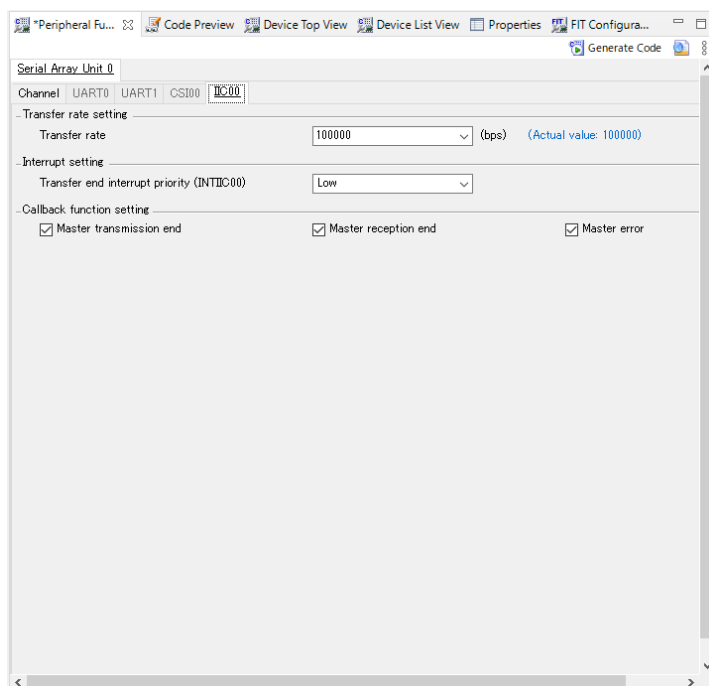 *Peripheral Fu... Code Preview Device Top View Device List View Properties FIT Configura...
Generate Code
Serial Array Unit 0
Channel UART0 UART1 CSI00 IIC00
Transfer rate setting
Transfer rate 100000 (bps) (Actual value: 100000)
Interrupt setting
Transfer end interrupt priority (INTIIC00) Low
Callback function setting
Master transmission end Master reception end Master error